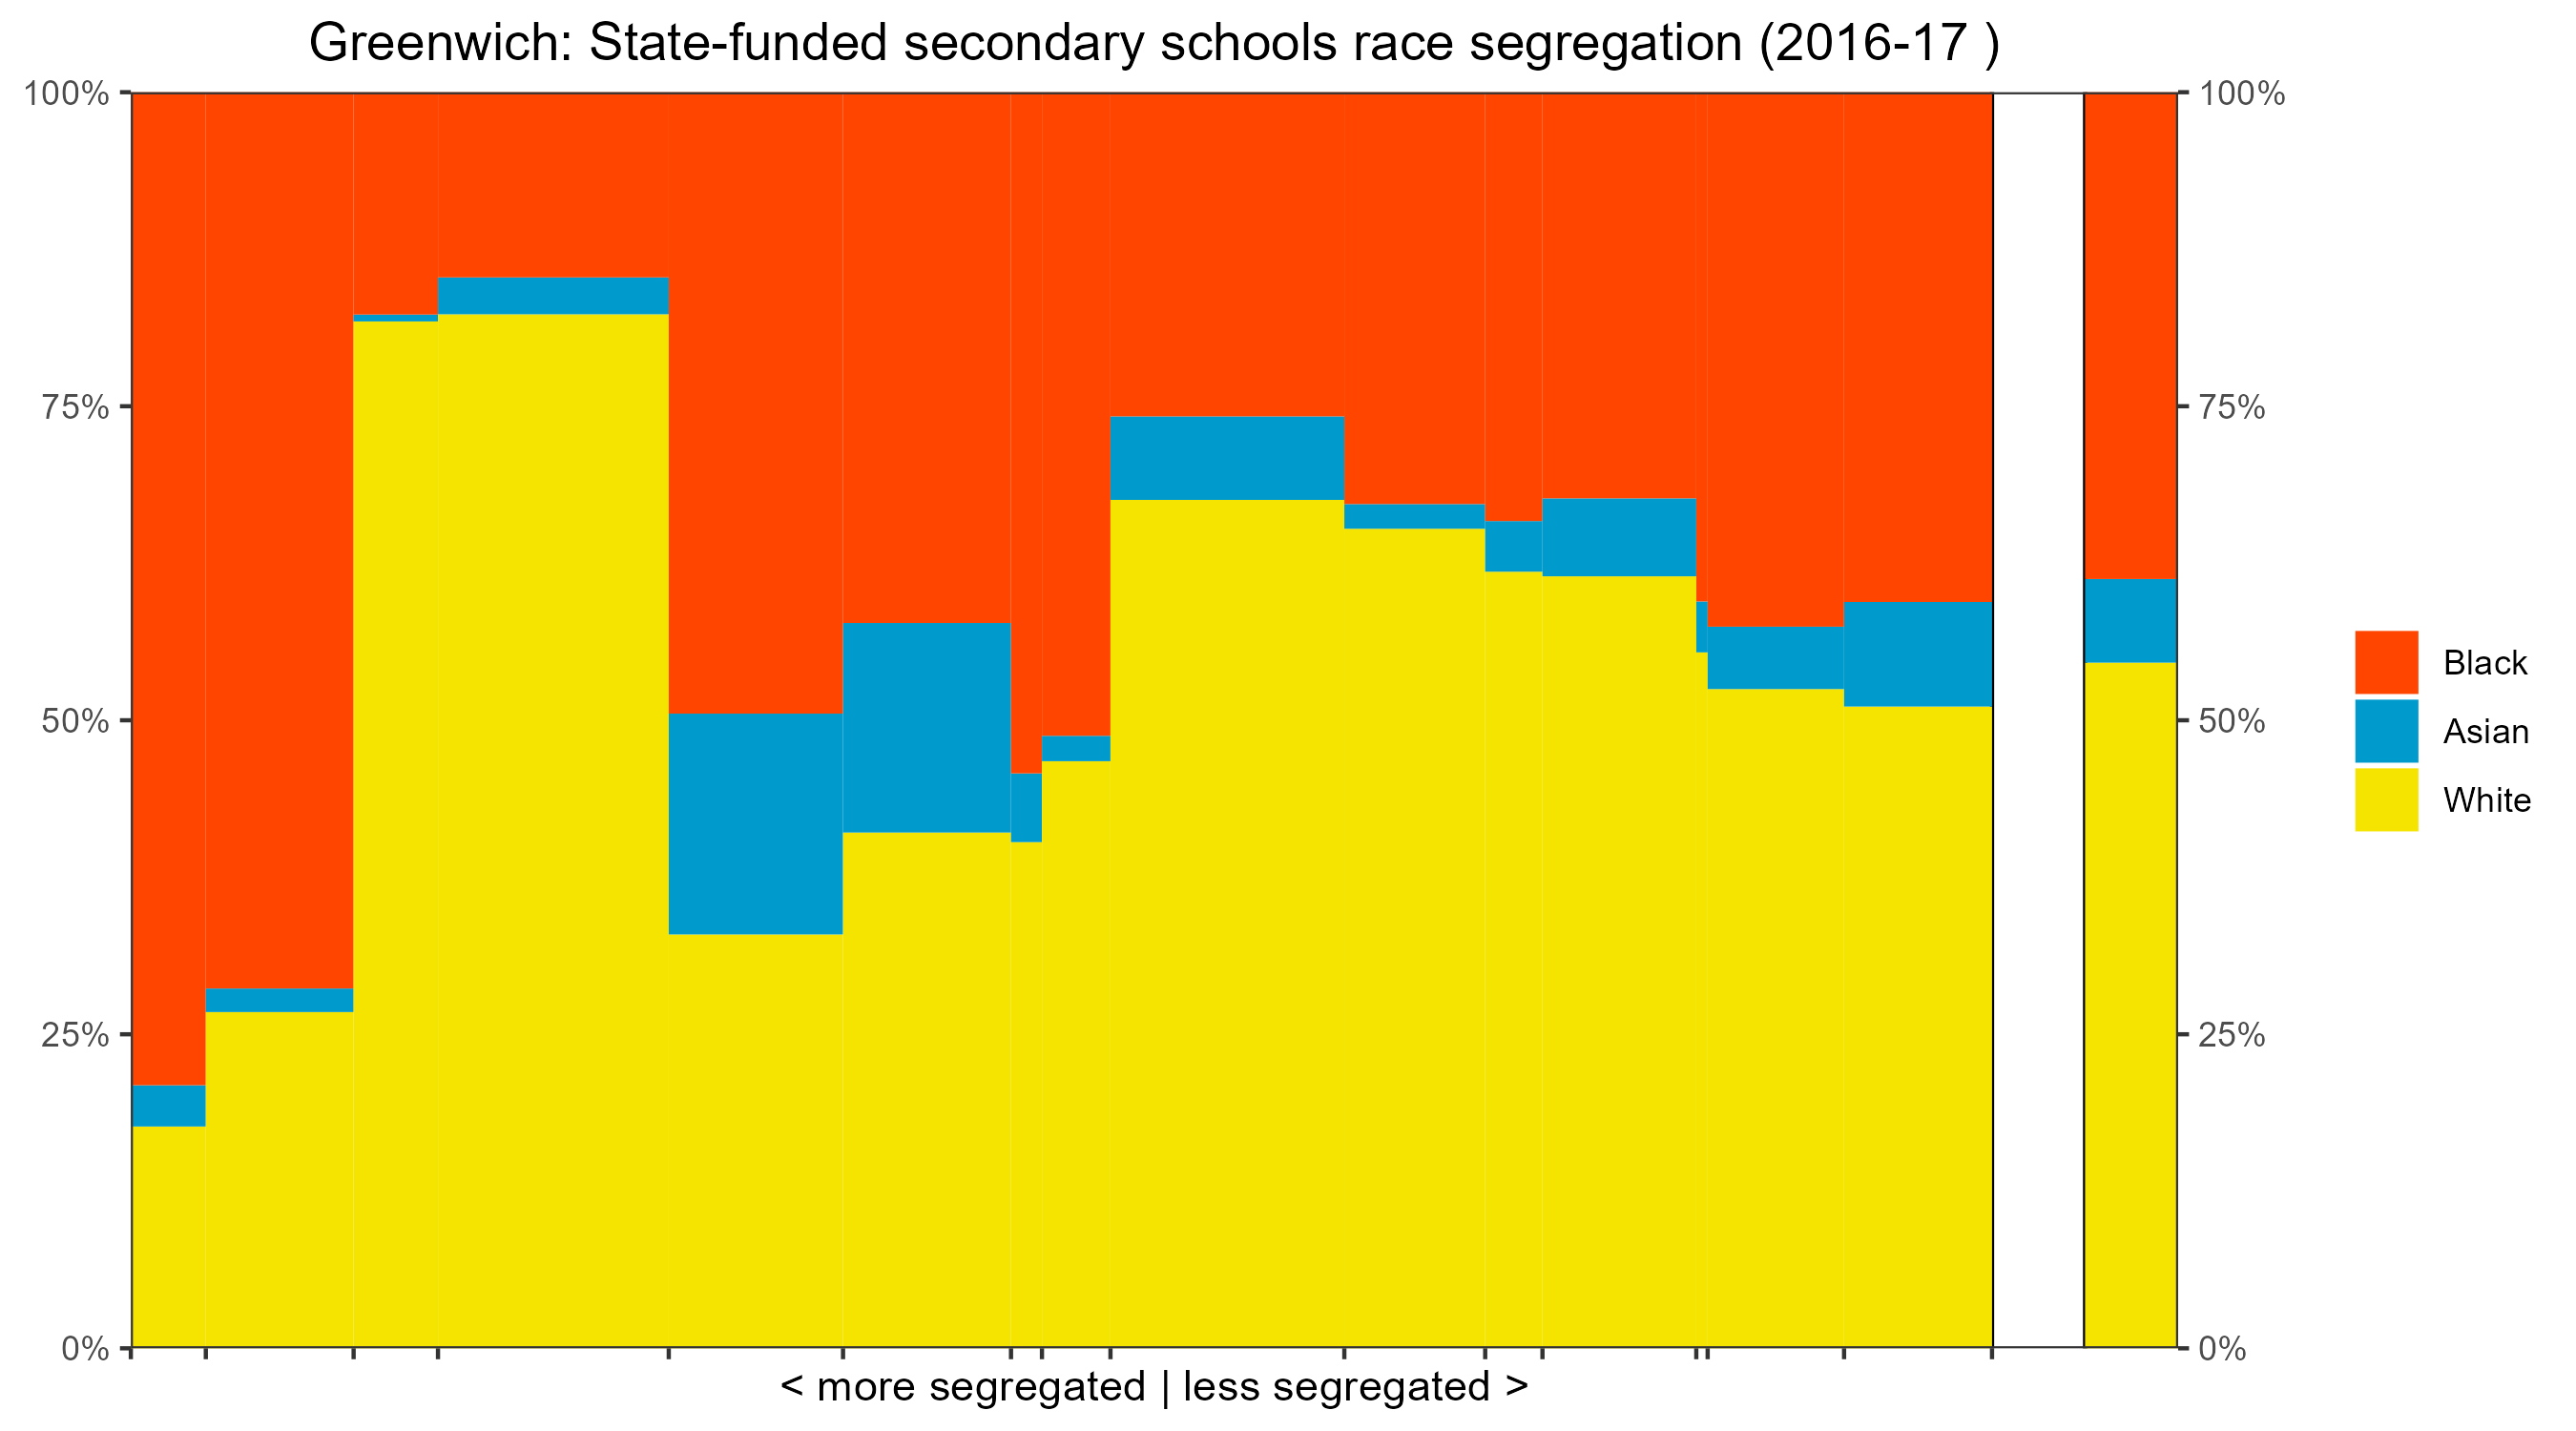 Greenwich: State-funded secondary schools race segregation (2016-17 )
100%
75%
50%
25%
0%
100%
75%
50%
25%
0%
Black
Asian
White
< more segregated | less segregated >